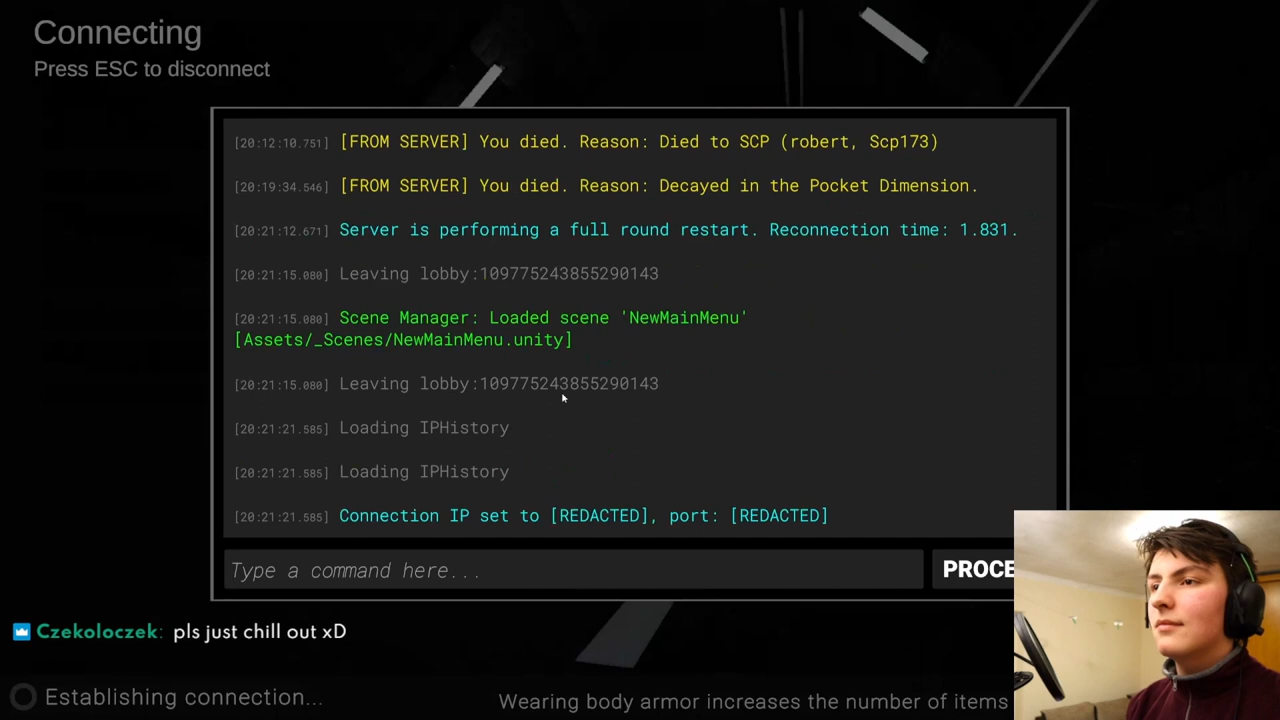 Connecting
Press ESC to disconnect
[20:12:10.751] [FROM SERVER] You died. Reason: Died to SCP (robert, Scp173)
[20:19:34.546] [FROM SERVER] You died. Reason: Decayed in the Pocket Dimension.
[20:21:12.671] Server is performing a full round restart. Reconnection time: 1.831.
[20:21:15.080] Leaving lobby:109775243855290143
[20:21:15.080] Scene Manager: Loaded scene 'NewMainMenu'
[Assets/_Scenes/NewMainMenu.unity]
[20:21:15.080] Leaving lobby:109775243855290143
[20:21:21.585] Loading IPHistory
[20:21:21.585] Loading IPHistory
[20:21:21.585] Connection IP set to [REDACTED], port: [REDACTED]
Type a command here...
PROCE
Czekoloczek: pls just chill out xD
Establishing connection...
Wearing body armor increases the number of items